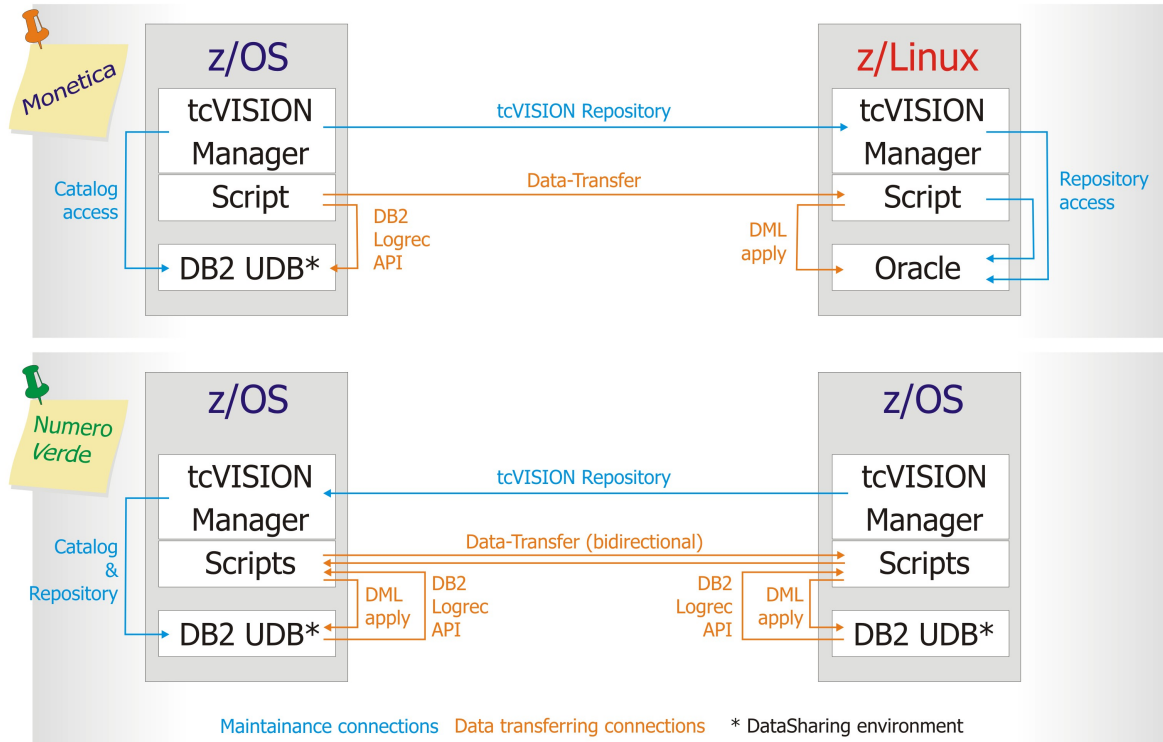 Monetica
z/OS
tcVISION
Manager
Script
DB2 UDB*
Catalog
access
DB2
Logrec
API
tcVISION Repository
Data-Transfer
z/Linux
tcVISION
Manager
Script
Oracle
DML
apply
Repository
access
Numero
Verde
z/OS
tcVISION
Manager
Scripts
DB2 UDB*
Catalog
&
Repository
DML
apply
DB2
Logrec
API
tcVISION Repository
Data-Transfer (bidirectional)
z/OS
tcVISION
Manager
Scripts
DB2 UDB*
DB2
Logrec
API
DML
apply
Maintainance connections Data transferring connections * DataSharing environment